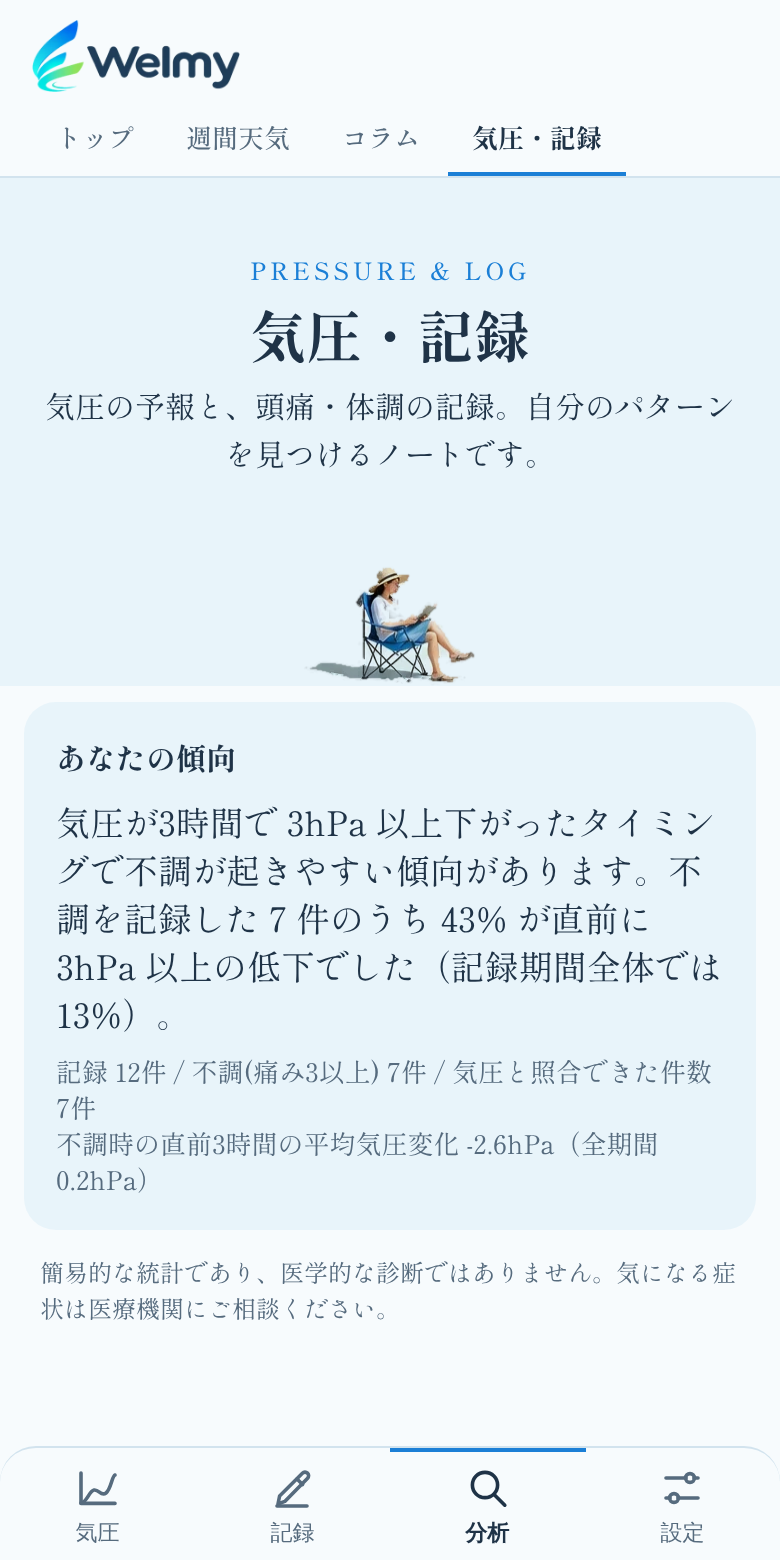 Welmy
トップ 週間天気 コラム 気圧・記録
PRESSURE & LOG
気圧・記録
気圧の予報と、頭痛・体調の記録。自分のパターン
を見つけるノートです。
あなたの傾向
気圧が3時間で 3hPa 以上下がったタイミン
グで不調が起きやすい傾向があります。不
調を記録した 7 件のうち 43% が直前に
3hPa 以上の低下でした（記録期間全体では
13%）。
記録 12件 / 不調(痛み3以上) 7件 / 気圧と照合できた件数
7件
不調時の直前3時間の平均気圧変化 -2.6hPa（全期間
0.2hPa）
簡易的な統計であり、医学的な診断ではありません。気になる症
状は医療機関にご相談ください。
気圧 記録 分析 設定